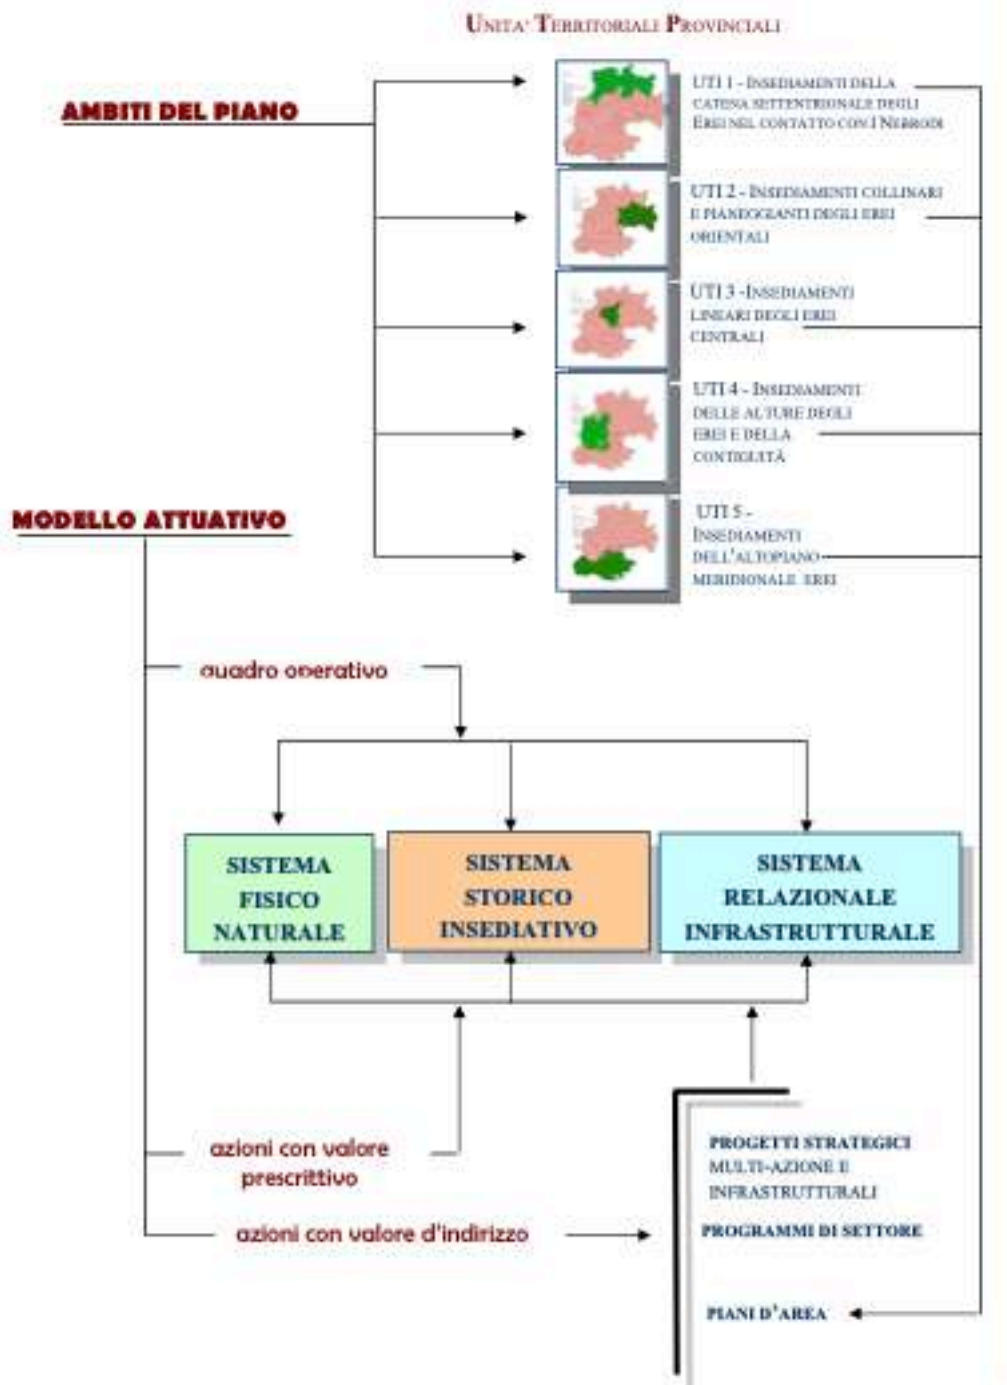 UNITA' TERRITORIALI PROVINCIALI
AMBITI DEL PIANO
UTI 1 - INSEDIAMENTI DELLA
CATENA SETTENTRIONALE DEGLI
EREI NEL CONTATTO CON I NEBRODI
UTI 2 - INSEDIAMENTI COLLINARI
E PIANEGGIANTI DEGLI EREI
ORIENTALI
UTI 3 -INSEDIAMENTI
LINEARI DEGLI EREI
CENTRALI
UTI 4 - INSEDIAMENTI
DELLE ALTURE DEGLI
EREI E DELLA
CONTIGUITÀ
UTI 5 -
INSEDIAMENTI
DELL'ALTOPIANO
MERIDIONALE EREI
MODELLO ATTUATIVO
quadro operativo
SISTEMA
FISICO
NATURALE
SISTEMA
STORICO
INSEDIATIVO
SISTEMA
RELAZIONALE
INFRASTRUTTURALE
azioni con valore
prescrittivo
azioni con valore d'indirizzo
PROGETTI STRATEGICI
MULTI-AZIONE E
INFRASTRUTTURALI
PROGRAMMI DI SETTORE
PIANI D'AREA